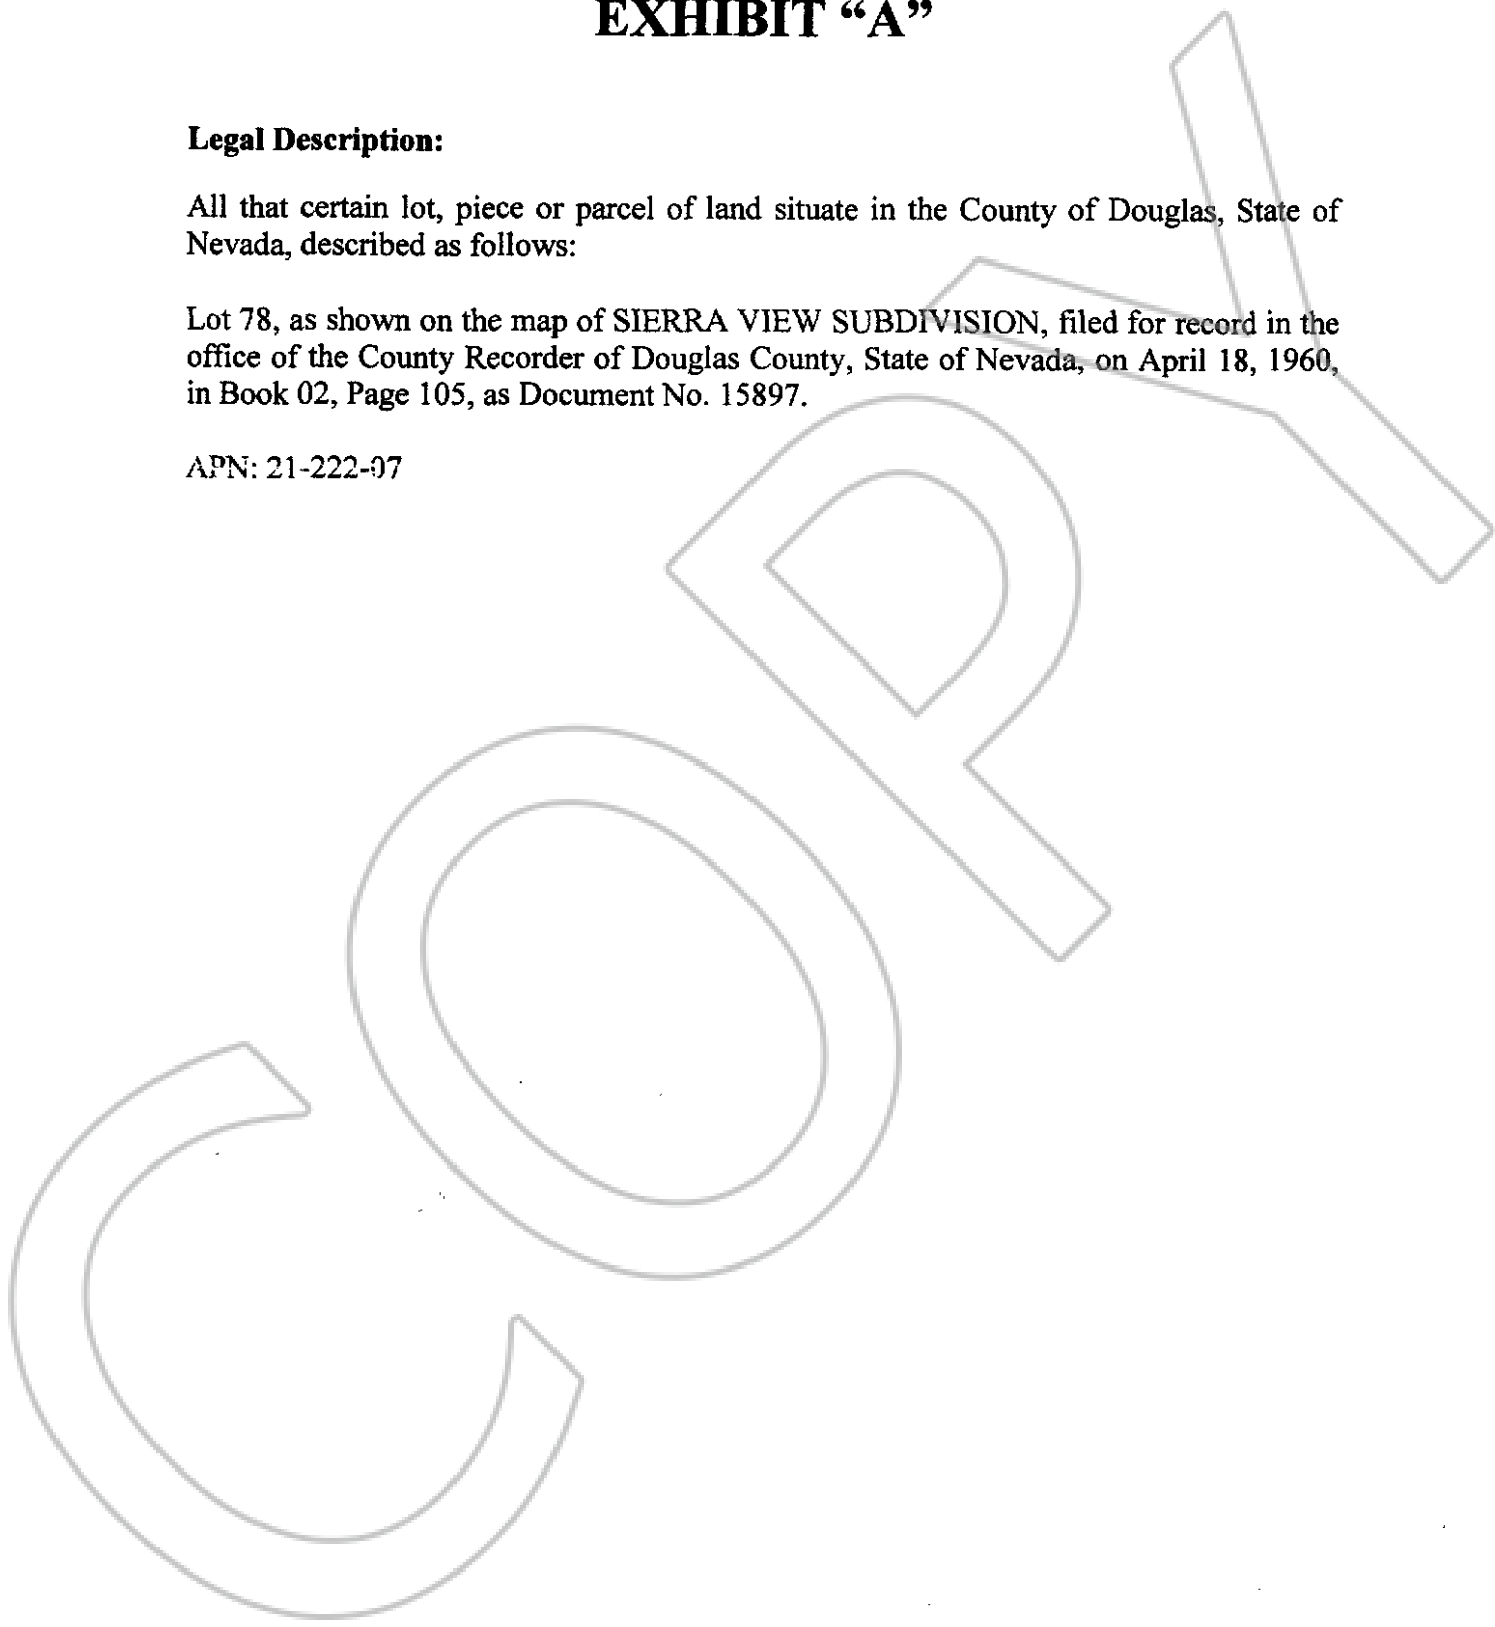 EXHIBIT “A”
Legal Description:
All that certain lot, piece or parcel of land situate in the County of Douglas, State of
Nevada, described as follows:
Lot 78, as shown on the map of SIERRA VIEW SUBDIVISION, filed for record in the
office of the County Recorder of Douglas County, State of Nevada, on April 18, 1960,
in Book 02, Page 105, as Document No. 15897.
APN: 21-222-07
COPY